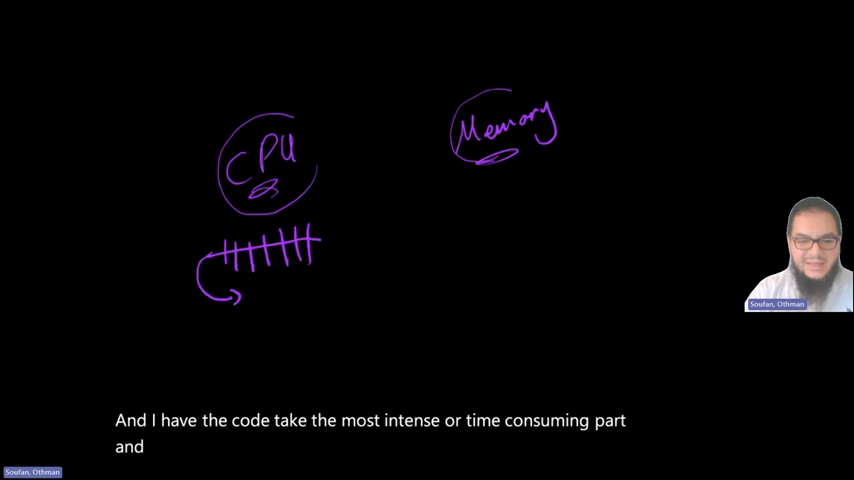 CPU
Memory
Soufan, Othman
And I have the code take the most intense or time consuming part
and
Soufan, Othman